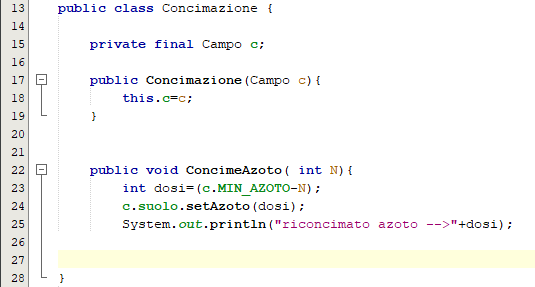 13 public class Concimazione {
14
15 private final Campo c;
16
17 public Concimazione(Campo c){
18 this.c=c;
19 }
20
21
22 public void ConcimeAzoto( int N){
23 int dosi=(c.MIN_AZOTO-N);
24 c.suolo.setAzoto(dosi);
25 System.out.println("riconcimato azoto -->"+dosi);
26
27
28 }